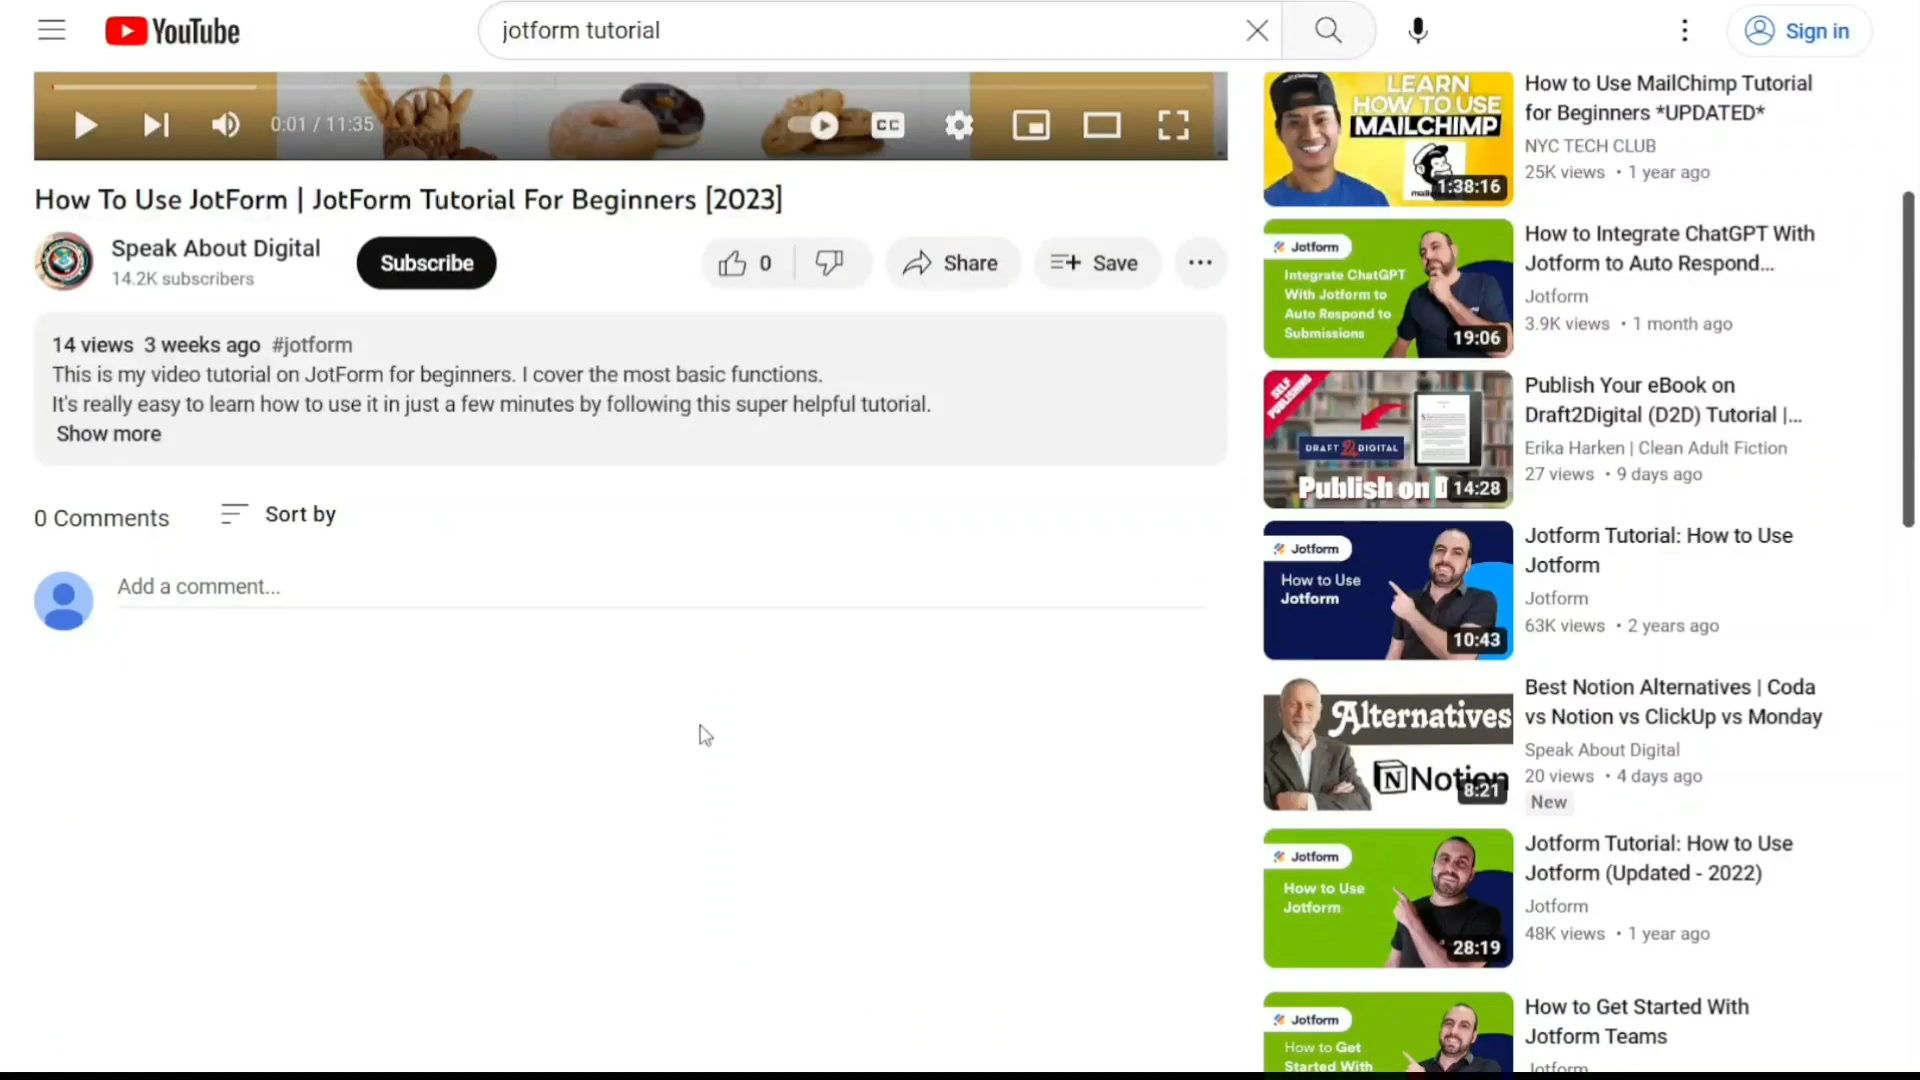 YouTube
jotform tutorial
Sign in
0:01 / 11:35
CC
How To Use JotForm | JotForm Tutorial For Beginners [2023]
Speak About Digital
14.2K subscribers
Subscribe
0
Share
Save
14 views 3 weeks ago #jotform
This is my video tutorial on JotForm for beginners. I cover the most basic functions.
It's really easy to learn how to use it in just a few minutes by following this super helpful tutorial.
Show more
0 Comments
Sort by
Add a comment...
LEARN
HOW TO USE
MAILCHIMP
1:38:16
How to Use MailChimp Tutorial
for Beginners *UPDATED*
NYC TECH CLUB
25K views • 1 year ago
Jotform
Integrate ChatGPT
With Jotform to
Auto Respond to
Submissions
19:06
How to Integrate ChatGPT With
Jotform to Auto Respond...
Jotform
3.9K views • 1 month ago
SELF
PUBLISHING
DRAFT2DIGITAL
Publish on D
14:28
Publish Your eBook on
Draft2Digital (D2D) Tutorial |...
Erika Harken | Clean Adult Fiction
27 views • 9 days ago
Jotform
How to Use
Jotform
10:43
Jotform Tutorial: How to Use
Jotform
Jotform
63K views • 2 years ago
Alternatives
Notion
8:21
Best Notion Alternatives | Coda
vs Notion vs ClickUp vs Monday
Speak About Digital
20 views • 4 days ago
New
Jotform
How to Use
Jotform
28:19
Jotform Tutorial: How to Use
Jotform (Updated - 2022)
Jotform
48K views • 1 year ago
Jotform
How to Get
Started With
How to Get Started With
Jotform Teams
Jotform